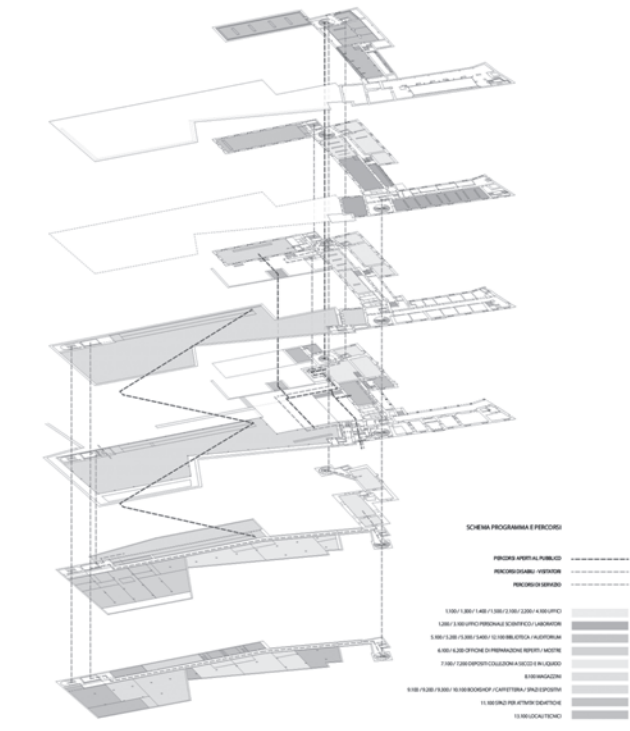 SCHEMA PROGRAMMA E PERCORSI
PERCORSI APERTI AL PUBBLICO
PERCORSI DISABILI - VISITATORI
PERCORSI DI SERVIZIO
1.100 / 1.300 / 1.400 / 1.500 / 2.100 / 2.200 / 4.100 UFFICI
1.200 / 3.100 UFFICI PERSONALE SCIENTIFICO / LABORATORI
5.100 / 5.200 / 5.300 / 5.400 / 12.100 BIBLIOTECA / AUDITORIUM
6.100 / 6.200 OFFICINE DI PREPARAZIONE REPERTI / MOSTRE
7.100 / 7.200 DEPOSITI COLLEZIONI A SECCO E IN LIQUIDO
8.100 MAGAZZINI
9.100 / 9.200 / 9.300 / 10.100 BOOKSHOP / CAFFETTERIA / SPAZI ESPOSITIVI
11.100 SPAZI PER ATTIVITA' DIDATTICHE
13.100 LOCALI TECNICI